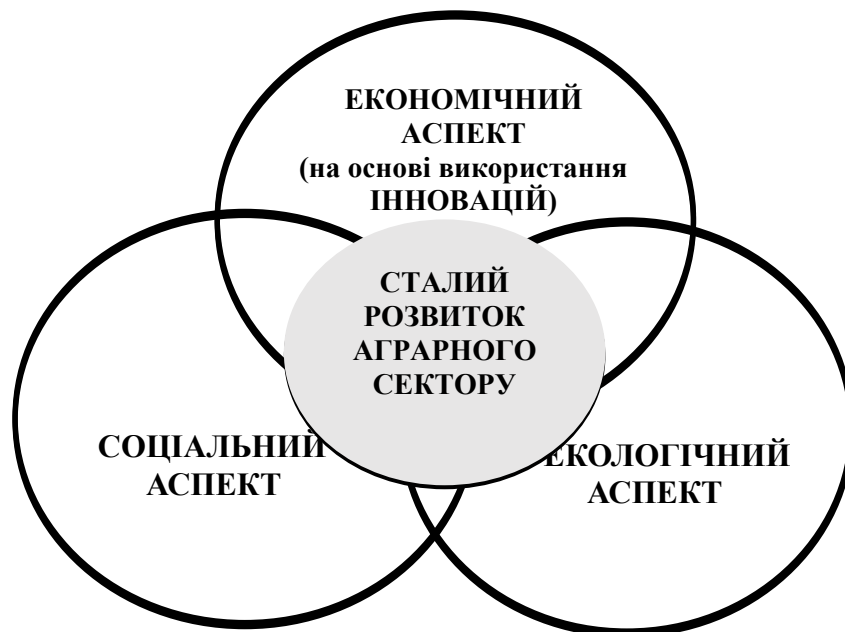 ЕКОНОМІЧНИЙ
АСПЕКТ
(на основі використання
ІННОВАЦІЙ)
СТАЛИЙ
РОЗВИТОК
АГРАРНОГО
СЕКТОРУ
СОЦІАЛЬНИЙ
АСПЕКТ
ЕКОЛОГІЧНИЙ
АСПЕКТ